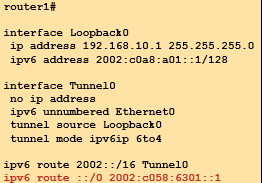 router1#
interface Loopback0
ip address 192.168.10.1 255.255.255.0
ipv6 address 2002:c0a8:a01::1/128
interface Tunnel0
no ip address
ipv6 unnumbered Ethernet0
tunnel source Loopback0
tunnel mode ipv6ip 6to4
ipv6 route 2002::/16 Tunnel0
ipv6 route ::/0 2002:c058:6301::1